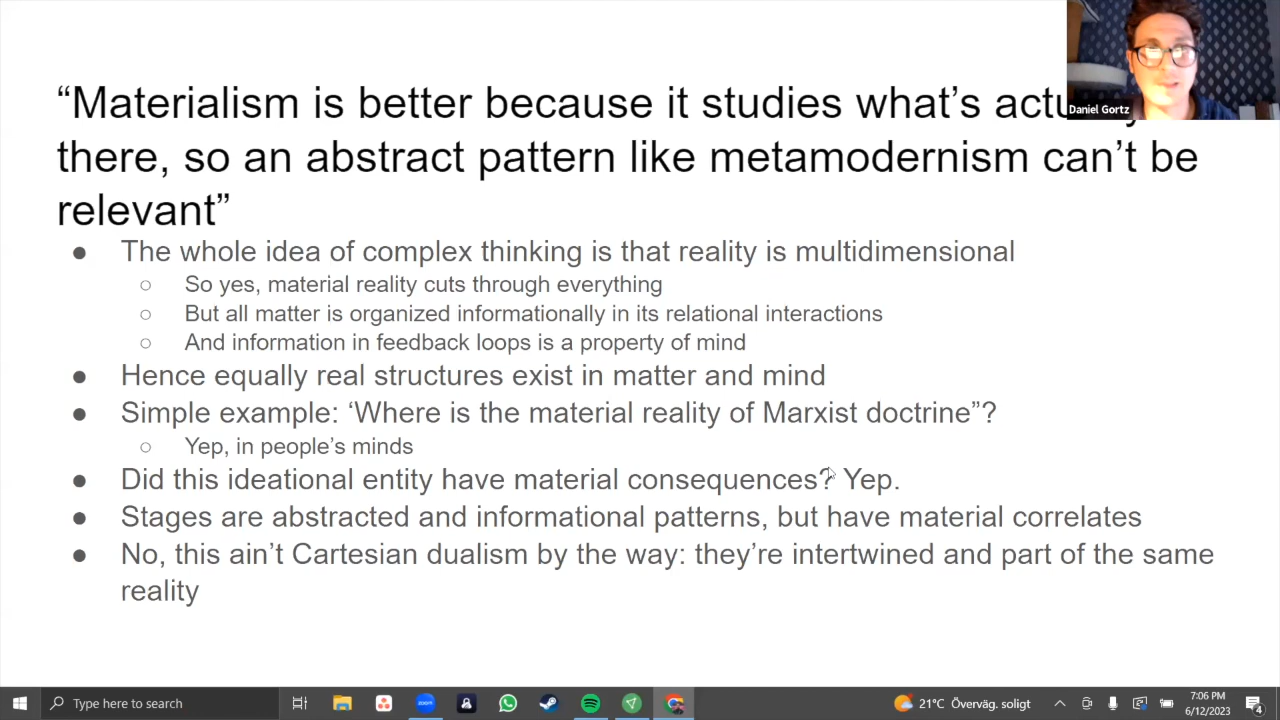 “Materialism is better because it studies what’s
there, so an abstract pattern like metamodernism can’t be
relevant”
Daniel Gortz
● The whole idea of complex thinking is that reality is multidimensional
○ So yes, material reality cuts through everything
○ But all matter is organized informationally in its relational interactions
○ And information in feedback loops is a property of mind
● Hence equally real structures exist in matter and mind
● Simple example: ‘Where is the material reality of Marxist doctrine”?
○ Yep, in people’s minds
● Did this ideational entity have material consequences? Yep.
● Stages are abstracted and informational patterns, but have material correlates
● No, this ain’t Cartesian dualism by the way: they’re intertwined and part of the same
reality
Type here to search
zoom
21°C Överväg. soligt
7:06 PM
6/12/2023
4